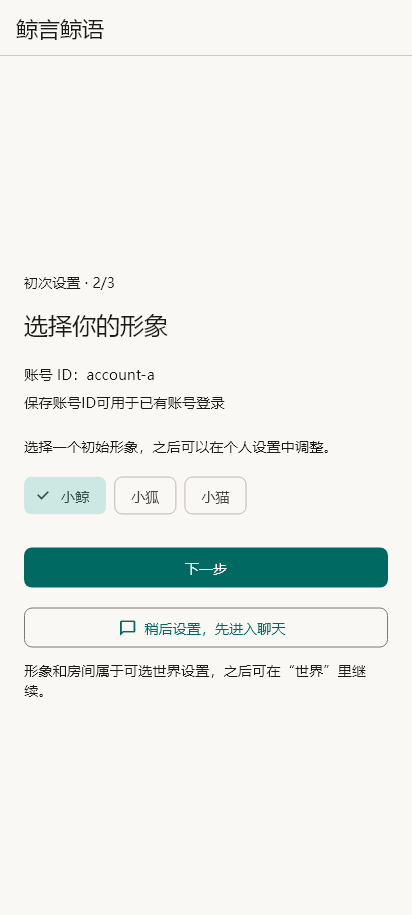 鲸言鲸语
初次设置 · 2/3
选择你的形象
账号 ID：account-a
保存账号ID可用于已有账号登录
选择一个初始形象，之后可以在个人设置中调整。
小鲸 小狐 小猫
下一步
稍后设置，先进入聊天
形象和房间属于可选世界设置，之后可在“世界”里继
续。